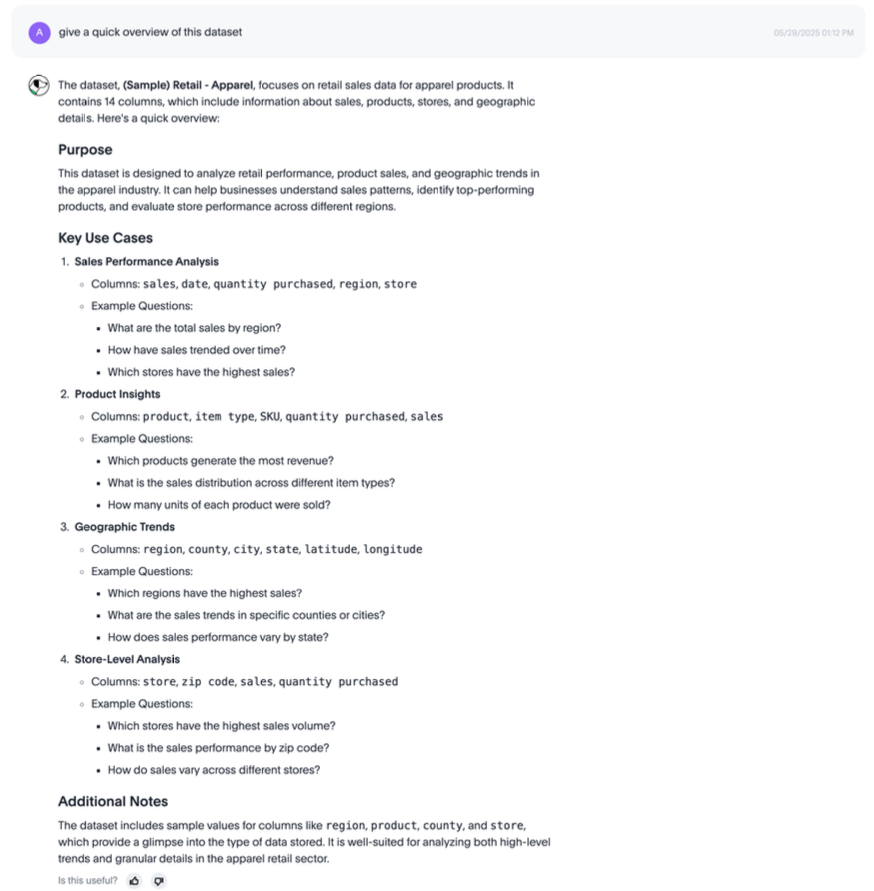 A give a quick overview of this dataset 05/29/2025 01:12 PM
The dataset, (Sample) Retail - Apparel, focuses on retail sales data for apparel products. It
contains 14 columns, which include information about sales, products, stores, and geographic
details. Here's a quick overview:
Purpose
This dataset is designed to analyze retail performance, product sales, and geographic trends in
the apparel industry. It can help businesses understand sales patterns, identify top-performing
products, and evaluate store performance across different regions.
Key Use Cases
1. Sales Performance Analysis
Columns: sales, date, quantity purchased, region, store
Example Questions:
What are the total sales by region?
How have sales trended over time?
Which stores have the highest sales?
2. Product Insights
Columns: product, item type, SKU, quantity purchased, sales
Example Questions:
Which products generate the most revenue?
What is the sales distribution across different item types?
How many units of each product were sold?
3. Geographic Trends
Columns: region, county, city, state, latitude, longitude
Example Questions:
Which regions have the highest sales?
What are the sales trends in specific counties or cities?
How does sales performance vary by state?
4. Store-Level Analysis
Columns: store, zip code, sales, quantity purchased
Example Questions:
Which stores have the highest sales volume?
What is the sales performance by zip code?
How do sales vary across different stores?
Additional Notes
The dataset includes sample values for columns like region, product, county, and store,
which provide a glimpse into the type of data stored. It is well-suited for analyzing both high-level
trends and granular details in the apparel retail sector.
Is this useful?